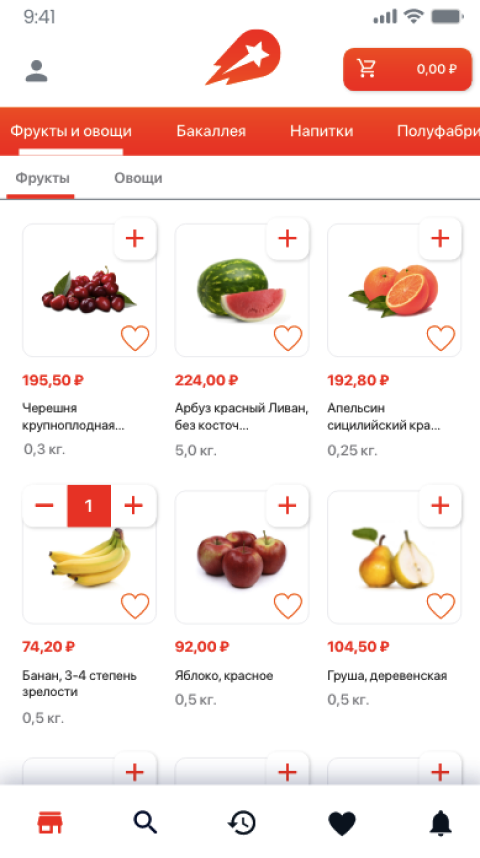 9:41
0,00 ₽
Фрукты и овощи Бакаллея Напитки Полуфабри
Фрукты Овощи
195,50 ₽
Черешня
крупноплодная...
0,3 кг.
224,00 ₽
Арбуз красный Ливан,
без косточ...
5,0 кг.
192,80 ₽
Апельсин
сицилийский кра...
0,25 кг.
1
74,20 ₽
Банан, 3-4 степень
зрелости
0,5 кг.
92,00 ₽
Яблоко, красное
0,5 кг.
104,50 ₽
Груша, деревенская
0,5 кг.